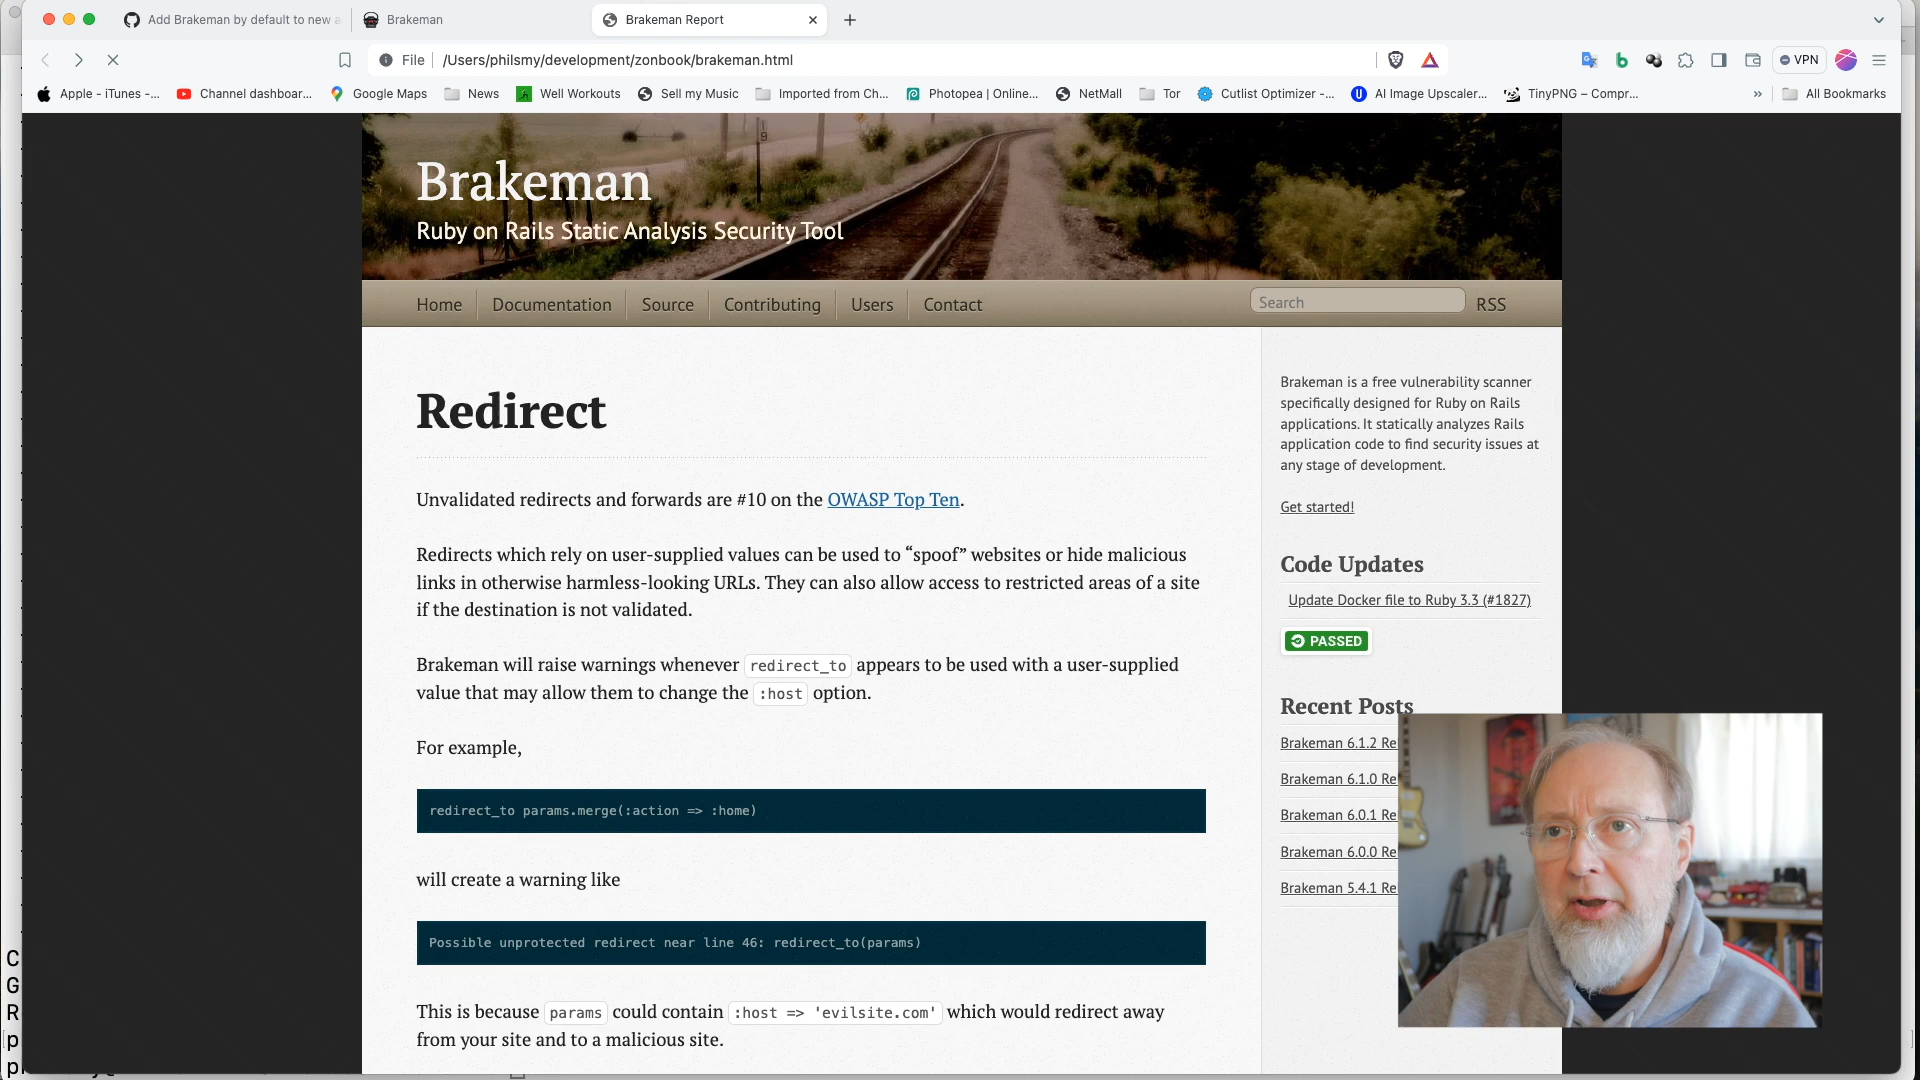 Add Brakeman by default to new a
Brakeman
Brakeman Report
File
/Users/philsmy/development/zonbook/brakeman.html
VPN
Apple - iTunes -...
Channel dashboar...
Google Maps
News
Well Workouts
Sell my Music
Imported from Ch...
Photopea | Online...
NetMall
Tor
Cutlist Optimizer -...
AI Image Upscaler...
TinyPNG – Compr...
»
All Bookmarks
9
Brakeman
Ruby on Rails Static Analysis Security Tool
Home
Documentation
Source
Contributing
Users
Contact
Search
RSS
Redirect
Unvalidated redirects and forwards are #10 on the OWASP Top Ten.
Redirects which rely on user-supplied values can be used to “spoof” websites or hide malicious
links in otherwise harmless-looking URLs. They can also allow access to restricted areas of a site
if the destination is not validated.
Brakeman will raise warnings whenever redirect_to appears to be used with a user-supplied
value that may allow them to change the :host option.
For example,
redirect_to params.merge(:action => :home)
will create a warning like
Possible unprotected redirect near line 46: redirect_to(params)
This is because params could contain :host => 'evilsite.com' which would redirect away
from your site and to a malicious site.
Brakeman is a free vulnerability scanner
specifically designed for Ruby on Rails
applications. It statically analyzes Rails
application code to find security issues at
any stage of development.
Get started!
Code Updates
Update Docker file to Ruby 3.3 (#1827)
PASSED
Recent Posts
Brakeman 6.1.2 Re
Brakeman 6.1.0 Re
Brakeman 6.0.1 Re
Brakeman 6.0.0 Re
Brakeman 5.4.1 Re
C
G
R
p